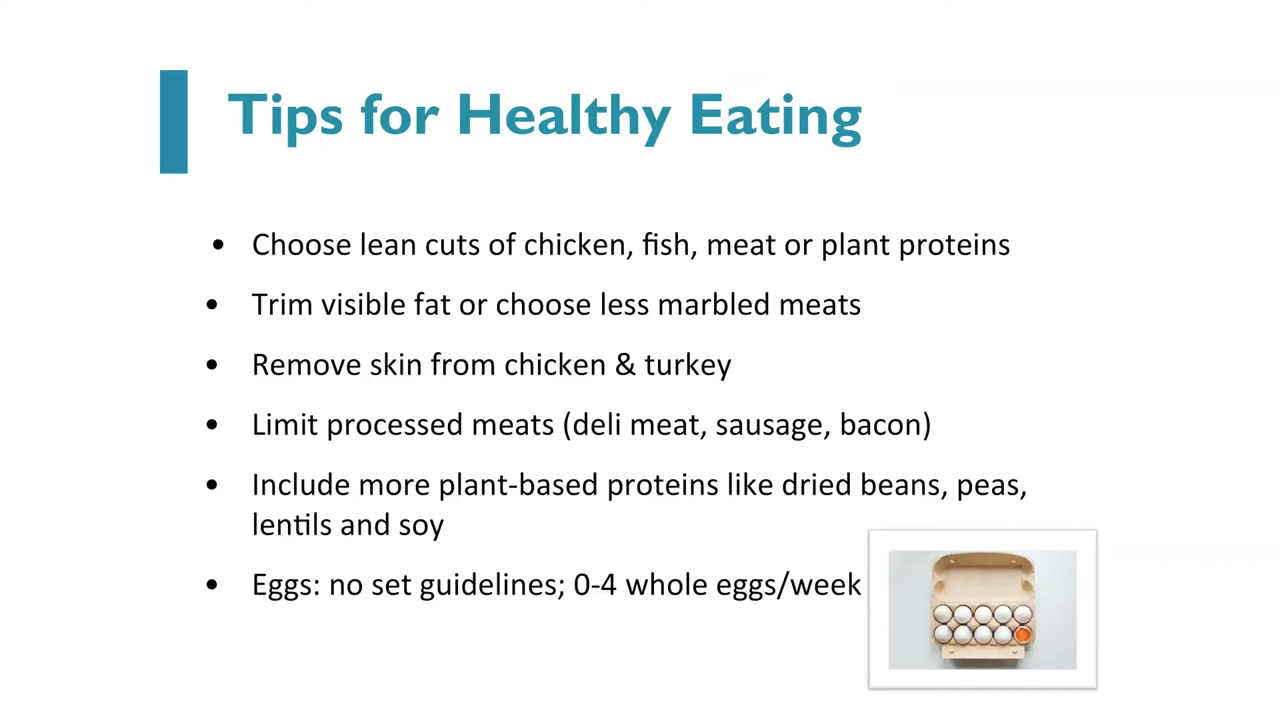 Tips for Healthy Eating
• Choose lean cuts of chicken, fish, meat or plant proteins
• Trim visible fat or choose less marbled meats
• Remove skin from chicken & turkey
• Limit processed meats (deli meat, sausage, bacon)
• Include more plant-based proteins like dried beans, peas,
lentils and soy
• Eggs: no set guidelines; 0-4 whole eggs/week